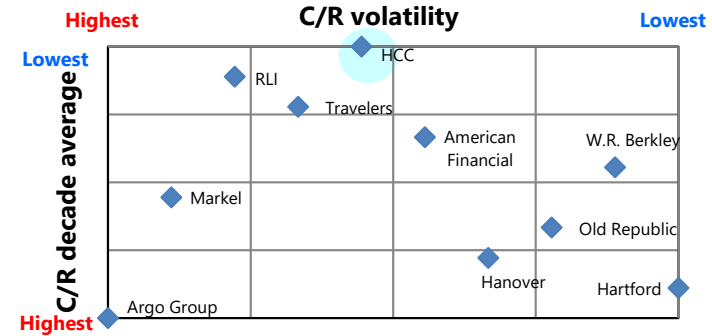 C/R volatility
Highest
Lowest
Lowest
C/R decade average
HCC
RLI
Travelers
American
Financial
W.R. Berkley
Markel
Old Republic
Hanover
Hartford
Argo Group
Highest